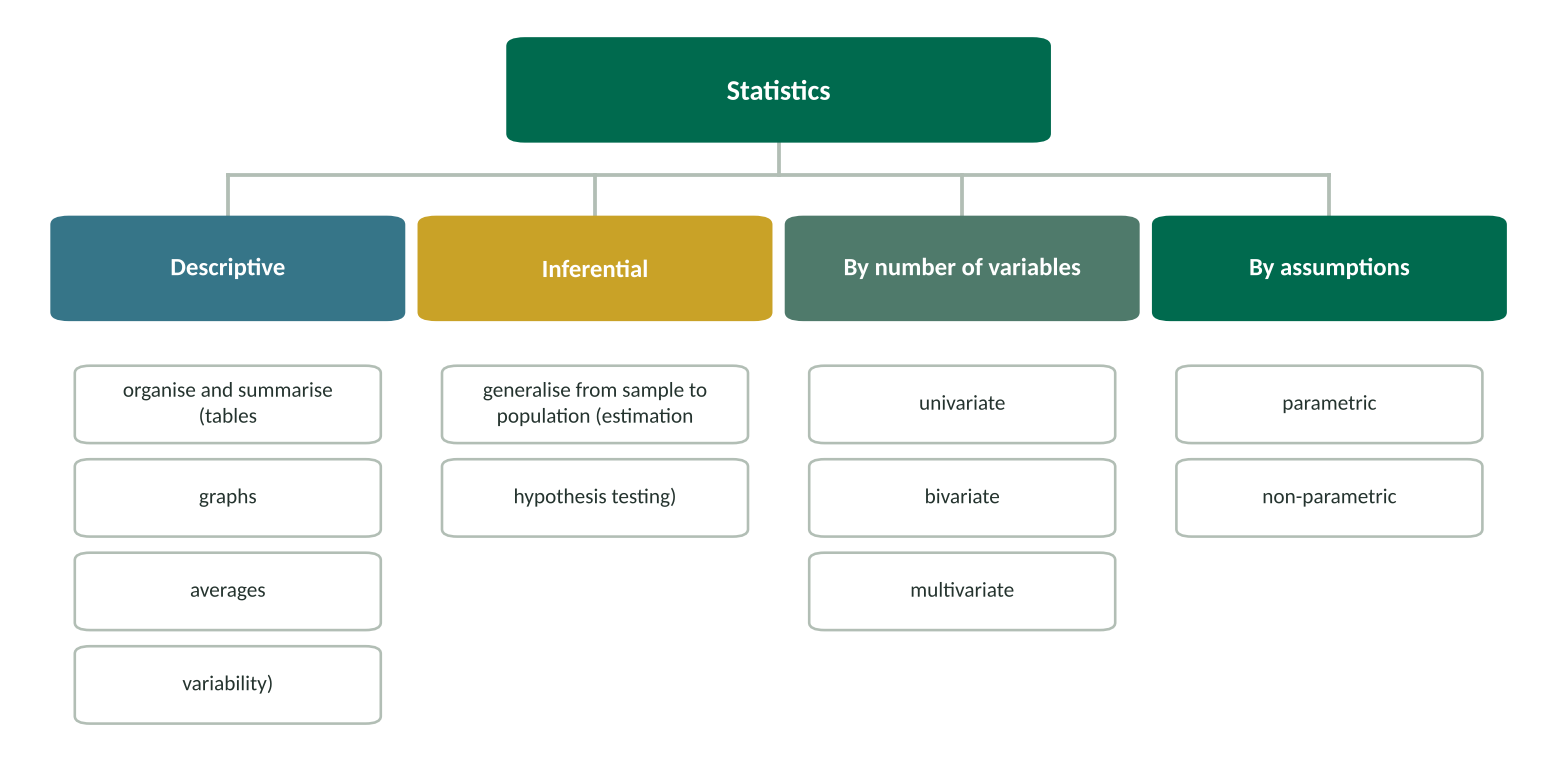 Statistics
Descriptive
Inferential
By number of variables
By assumptions
organise and summarise
(tables
graphs
averages
variability)
generalise from sample to
population (estimation
hypothesis testing)
univariate
bivariate
multivariate
parametric
non-parametric